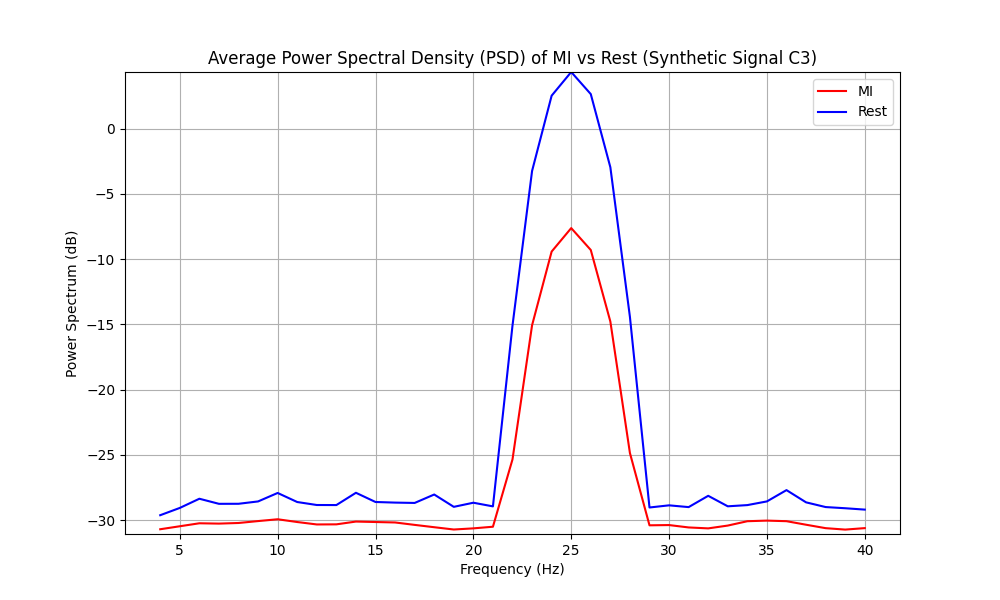 Average Power Spectral Density (PSD) of MI vs Rest (Synthetic Signal C3)
MI
Rest
Power Spectrum (dB)
0
−5
−10
−15
−20
−25
−30
5 10 15 20 25 30 35 40
Frequency (Hz)